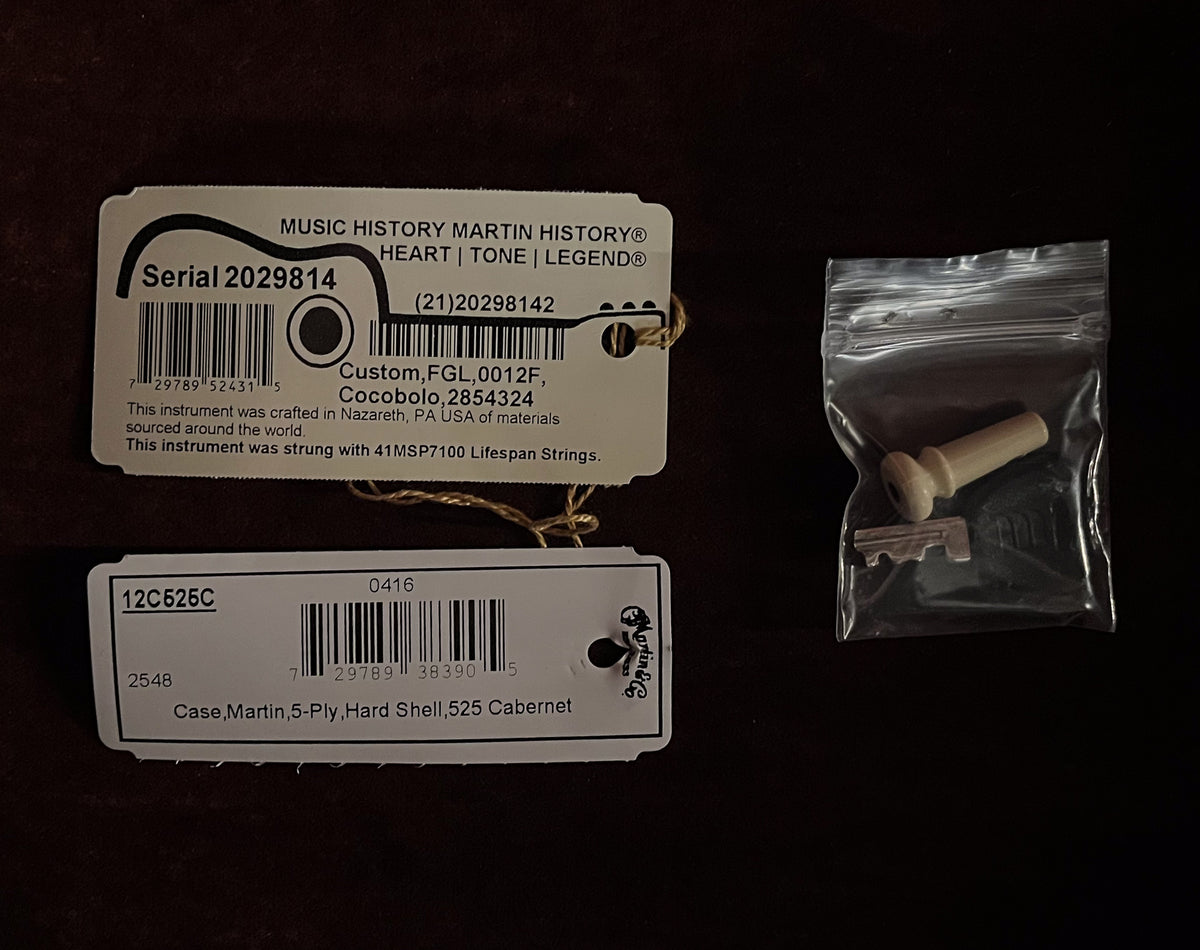 MUSIC HISTORY MARTIN HISTORY®
HEART | TONE | LEGEND®
Serial 2029814
(21)20298142
7 29789 52431 5
Custom,FGL,0012F,
Cocobolo,2854324
This instrument was crafted in Nazareth, PA USA of materials
sourced around the world.
This instrument was strung with 41MSP7100 Lifespan Strings.
12C525C
0416
7 29789 38390 5
2548
Case,Martin,5-Ply,Hard Shell,525 Cabernet
Martin & Co.